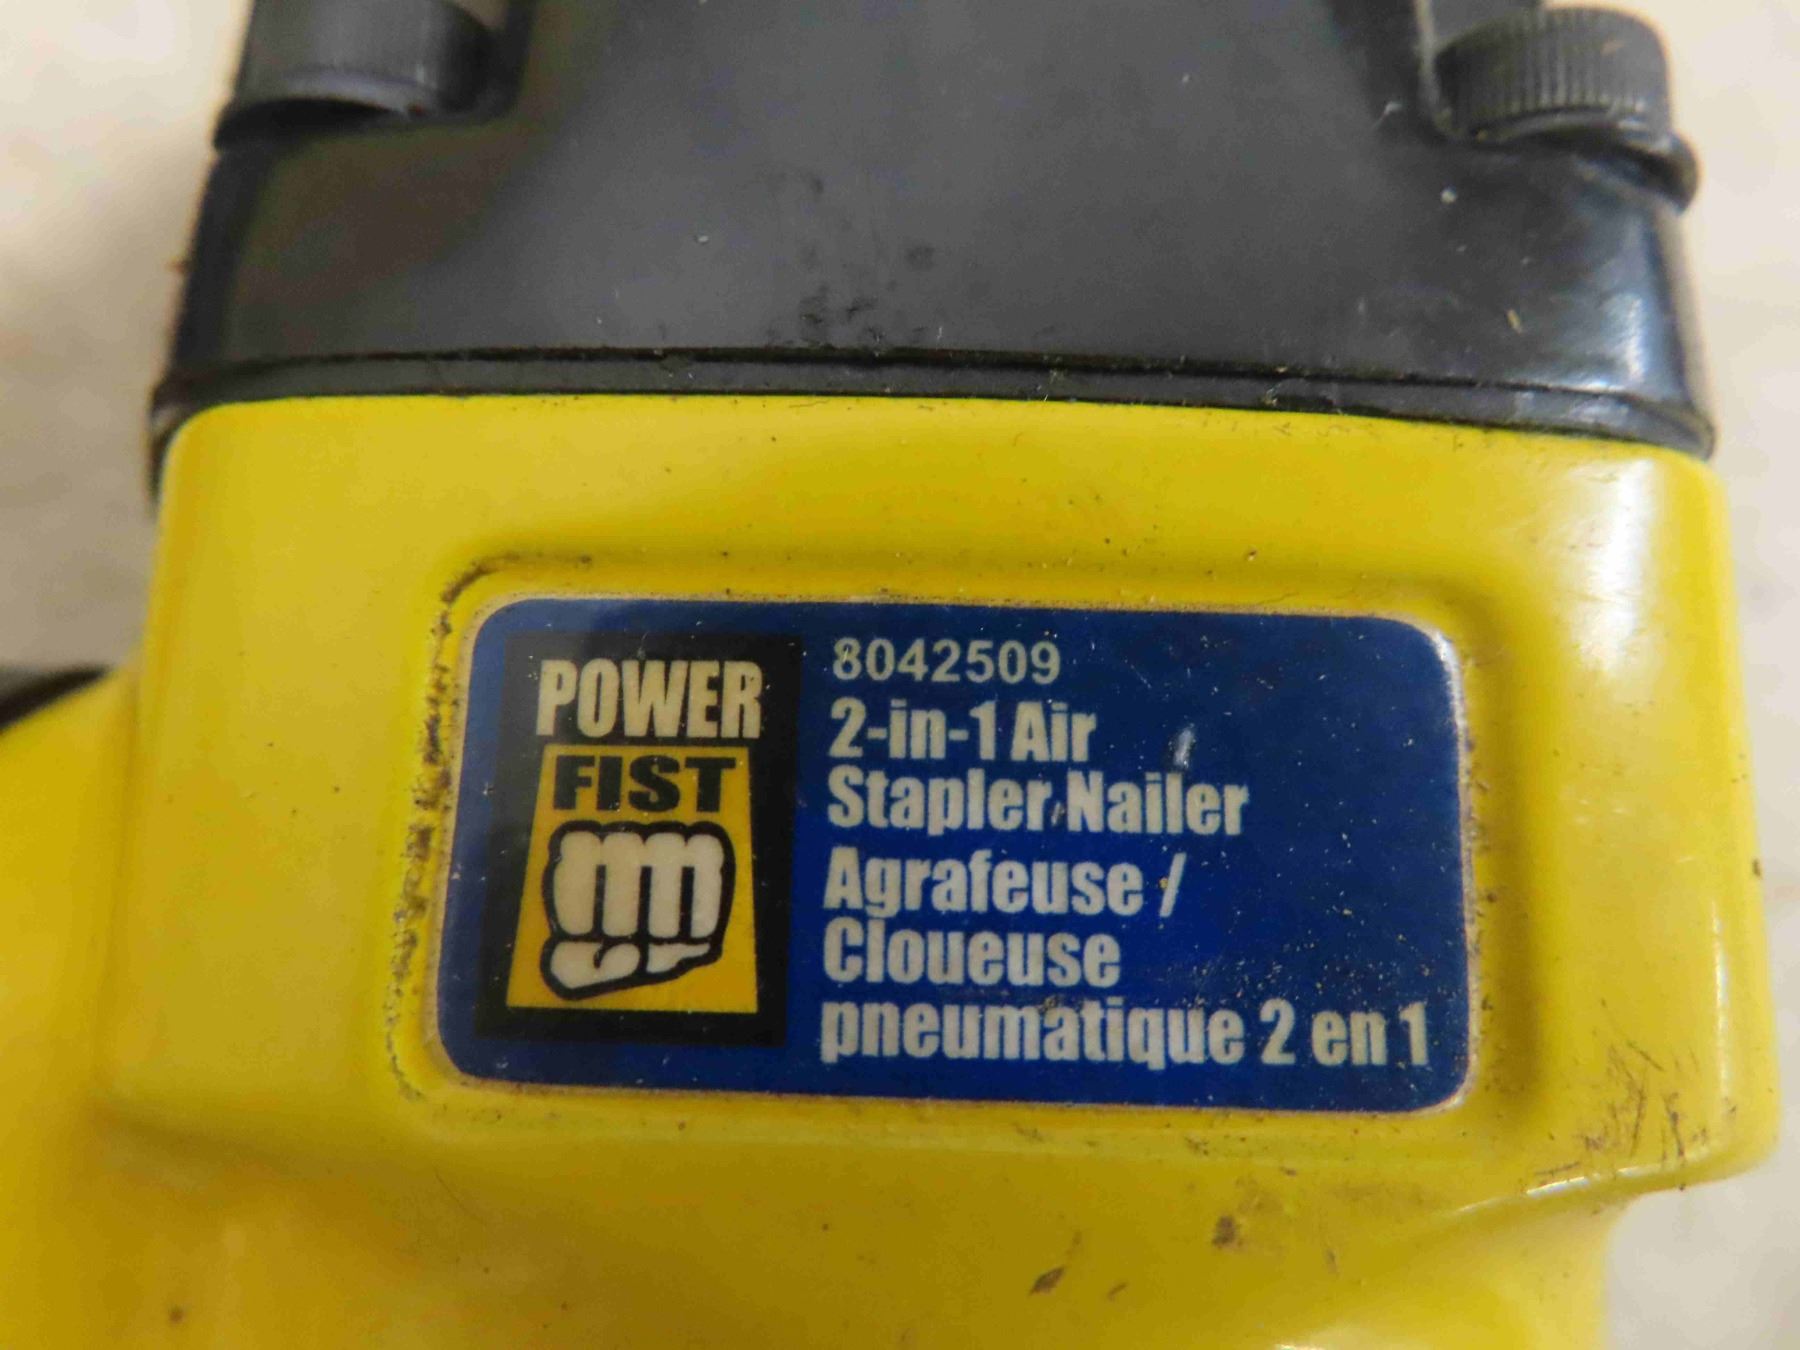 POWER
FIST
8042509
2-in-1 Air
Stapler Nailer
Agrafeuse /
Cloueuse
pneumatique 2 en 1